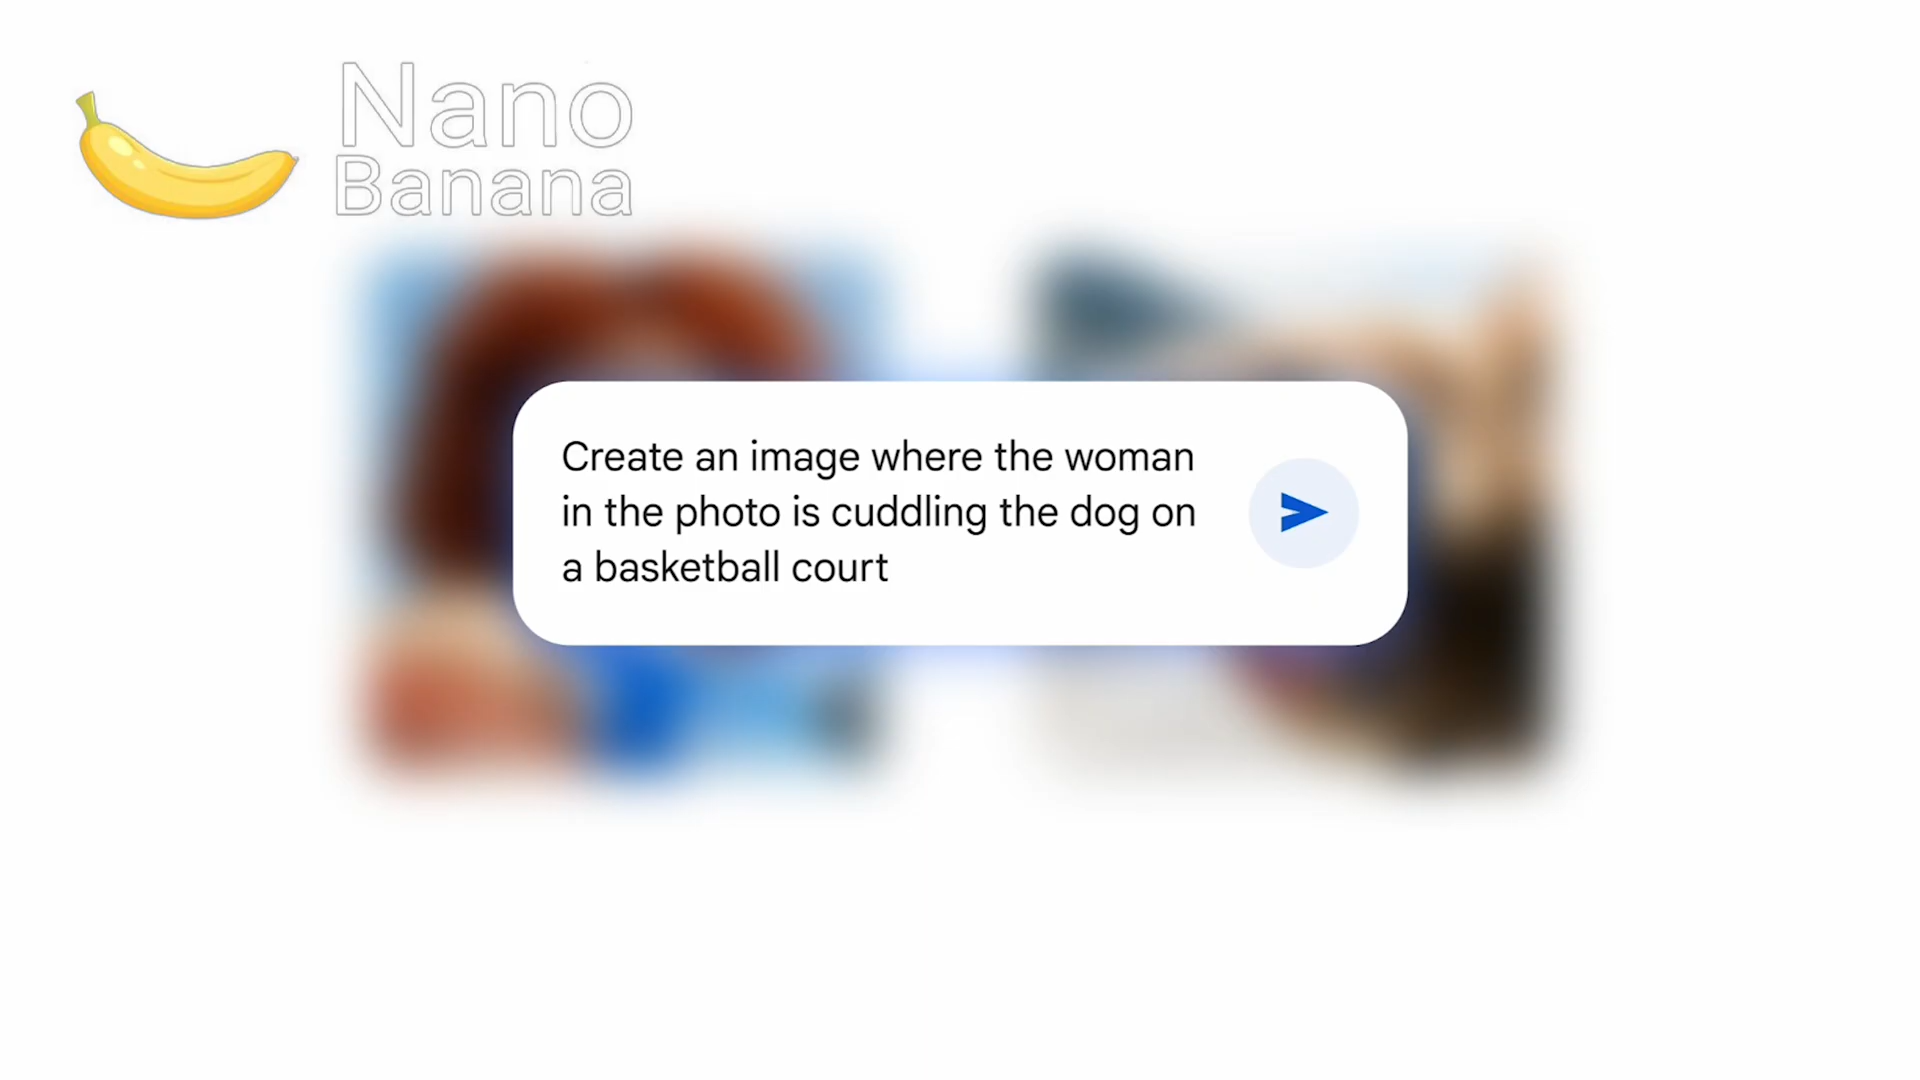 Nano
Banana
Create an image where the woman
in the photo is cuddling the dog on
a basketball court